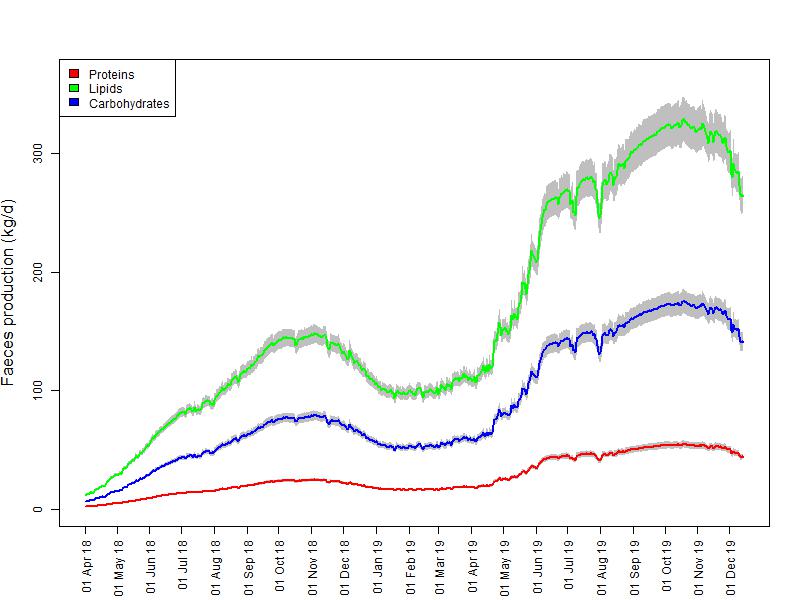 Proteins
Lipids
Carbohydrates
Faeces production (kg/d)
300
200
100
0
01 Apr 18
01 May 18
01 Jun 18
01 Jul 18
01 Aug 18
01 Sep 18
01 Oct 18
01 Nov 18
01 Dec 18
01 Jan 19
01 Feb 19
01 Mar 19
01 Apr 19
01 May 19
01 Jun 19
01 Jul 19
01 Aug 19
01 Sep 19
01 Oct 19
01 Nov 19
01 Dec 19